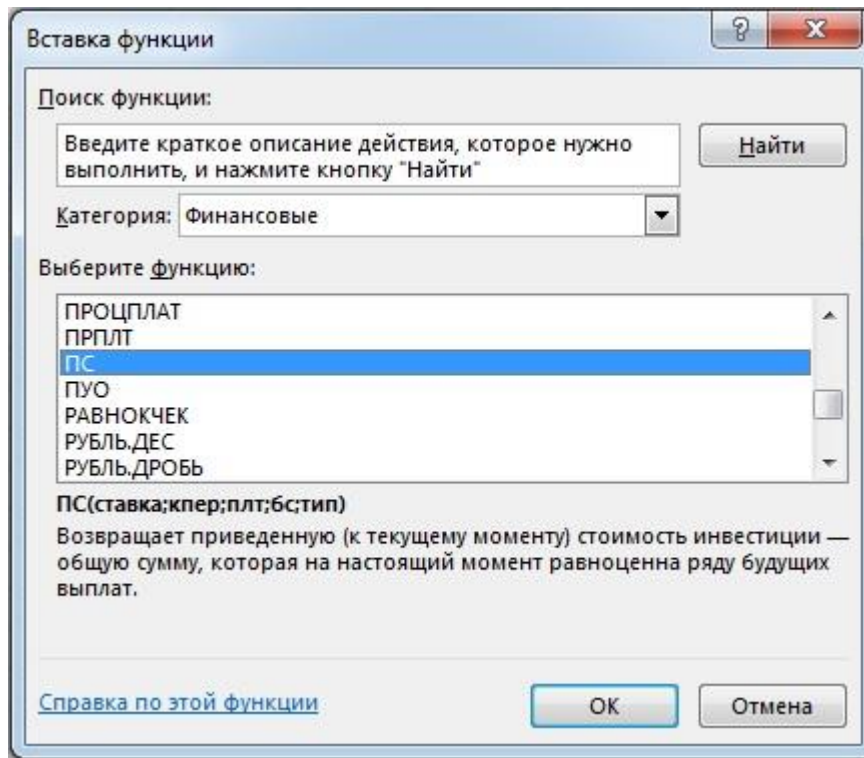 Вставка функции
Поиск функции:
Введите краткое описание действия, которое нужно
выполнить, и нажмите кнопку "Найти"
Найти
Категория: Финансовые
Выберите функцию:
ПРОЦПЛАТ
ПРПЛТ
ПС
ПУО
РАВНОКЧЕК
РУБЛЬ.ДЕС
РУБЛЬ.ДРОБЬ
ПС(ставка;кпер;плт;бс;тип)
Возвращает приведенную (к текущему моменту) стоимость инвестиции —
общую сумму, которая на настоящий момент равноценна ряду будущих
выплат.
Справка по этой функции
ОК
Отмена